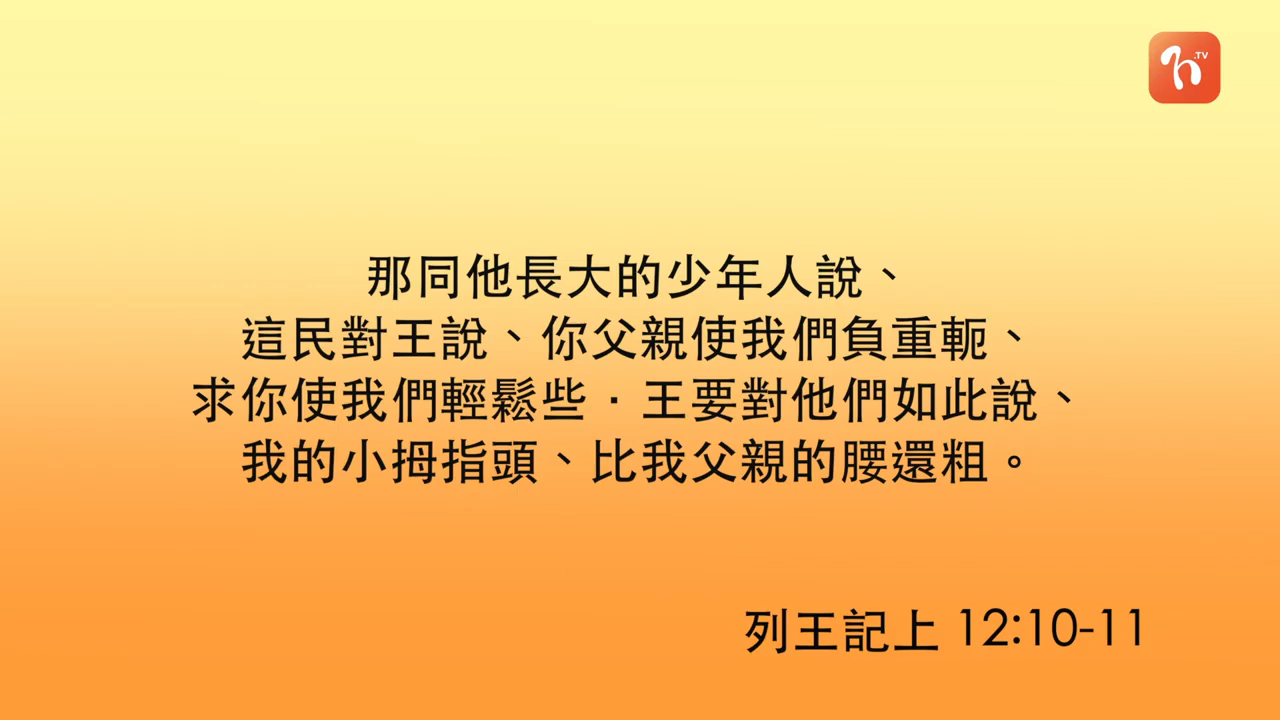 .TV
那同他長大的少年人說、
這民對王說、你父親使我們負重軛、
求你使我們輕鬆些．王要對他們如此說、
我的小拇指頭、比我父親的腰還粗。
列王記上 12:10-11